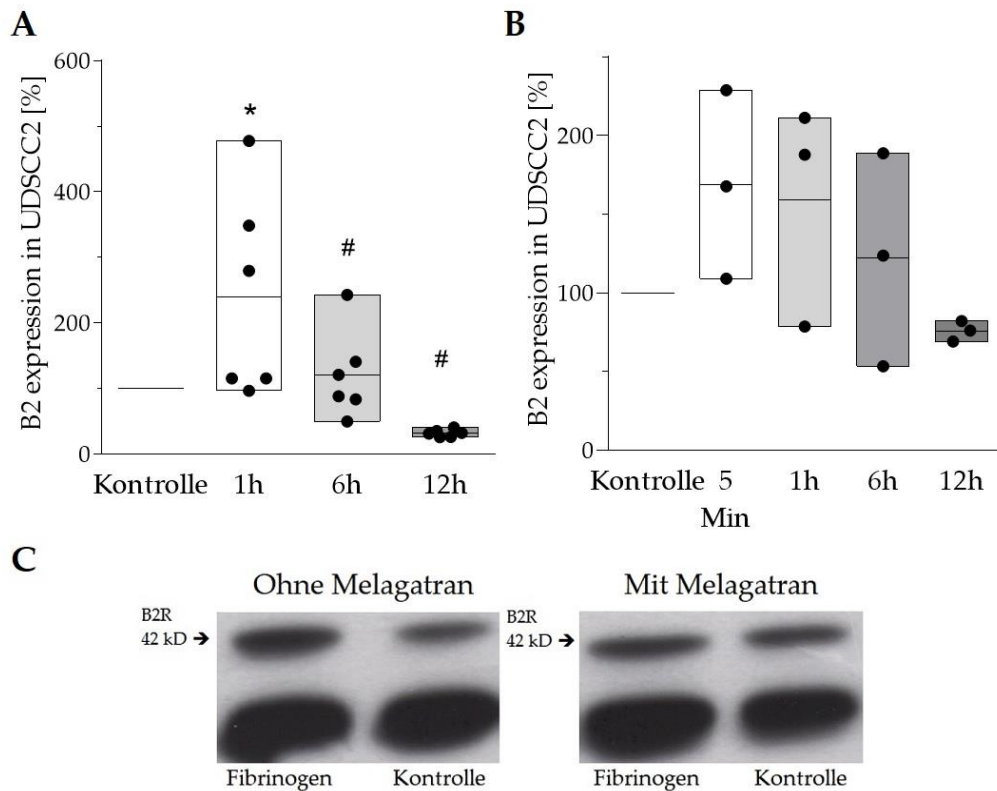 A
B2 expression in UDSCC2 [%]
600
400
200
0
*
#
#
Kontrolle 1h 6h 12h
B
B2 expression in UDSCC2 [%]
200
100
0
Kontrolle 5 1h 6h 12h
Min
C
Ohne Melagatran
B2R
42 kD →
Fibrinogen Kontrolle
Mit Melagatran
B2R
42 kD →
Fibrinogen Kontrolle